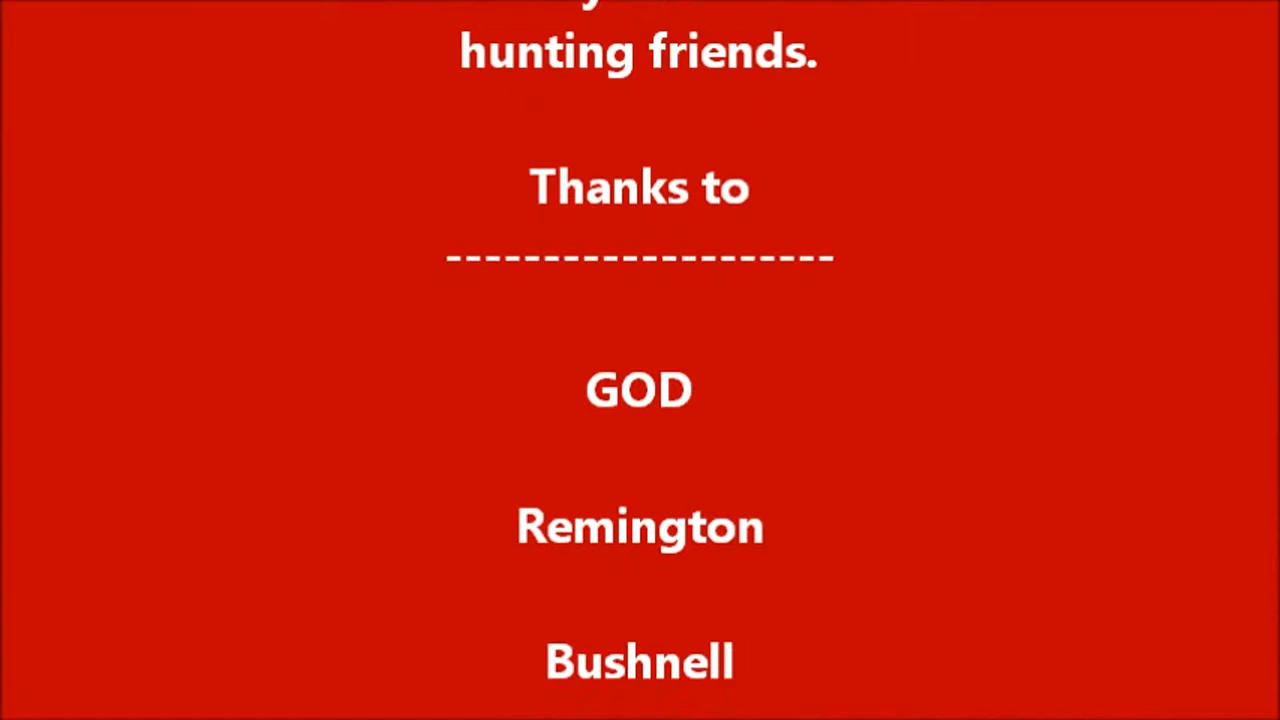 hunting friends.
Thanks to
--------------------
GOD
Remington
Bushnell